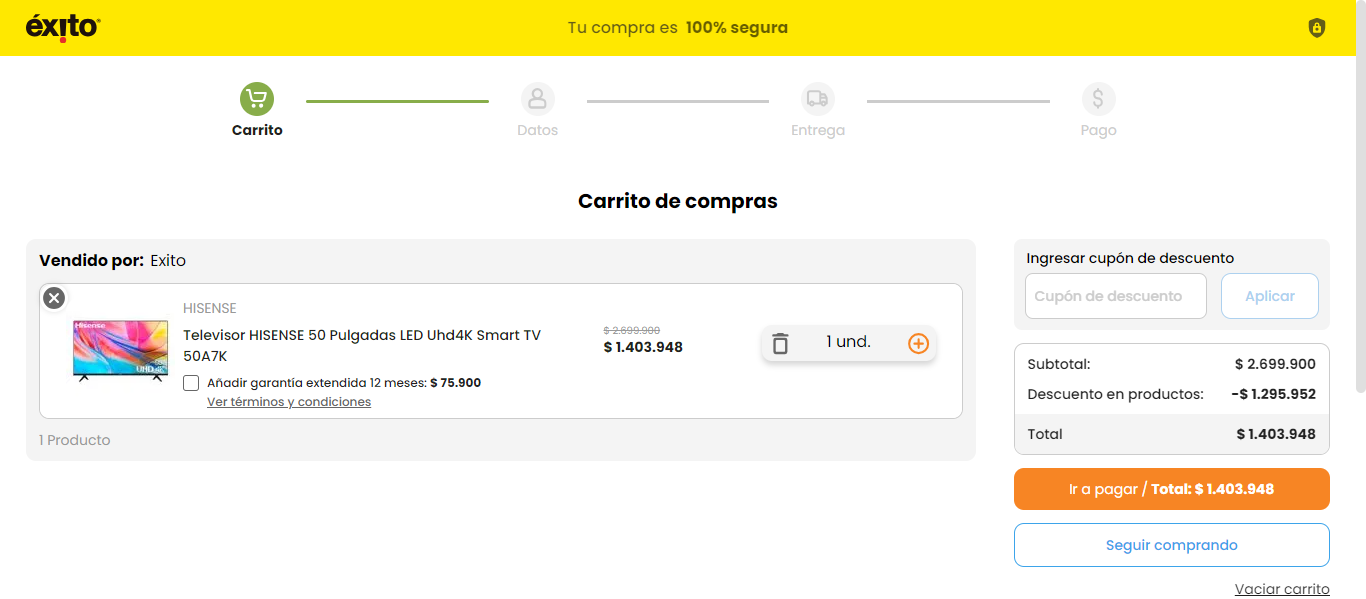 éxito
Tu compra es 100% segura
Carrito
Datos
Entrega
Pago
Carrito de compras
Vendido por: Exito
HISENSE
Televisor HISENSE 50 Pulgadas LED Uhd4K Smart TV
50A7K
Añadir garantía extendida 12 meses: $ 75.900
Ver términos y condiciones
Hisense
UHD 4K
$ 2.699.900
$ 1.403.948
1 und.
1 Producto
Ingresar cupón de descuento
Cupón de descuento
Aplicar
Subtotal: $ 2.699.900
Descuento en productos: -$ 1.295.952
Total $ 1.403.948
Ir a pagar / Total: $ 1.403.948
Seguir comprando
Vaciar carrito